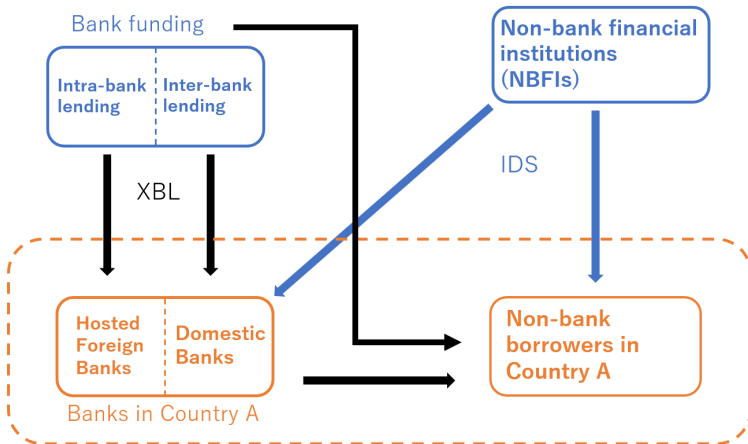 Bank funding
Intra-bank
lending
Inter-bank
lending
Non-bank financial
institutions
(NBFIs)
XBL
IDS
Hosted
Foreign
Banks
Domestic
Banks
Banks in Country A
Non-bank
borrowers in
Country A